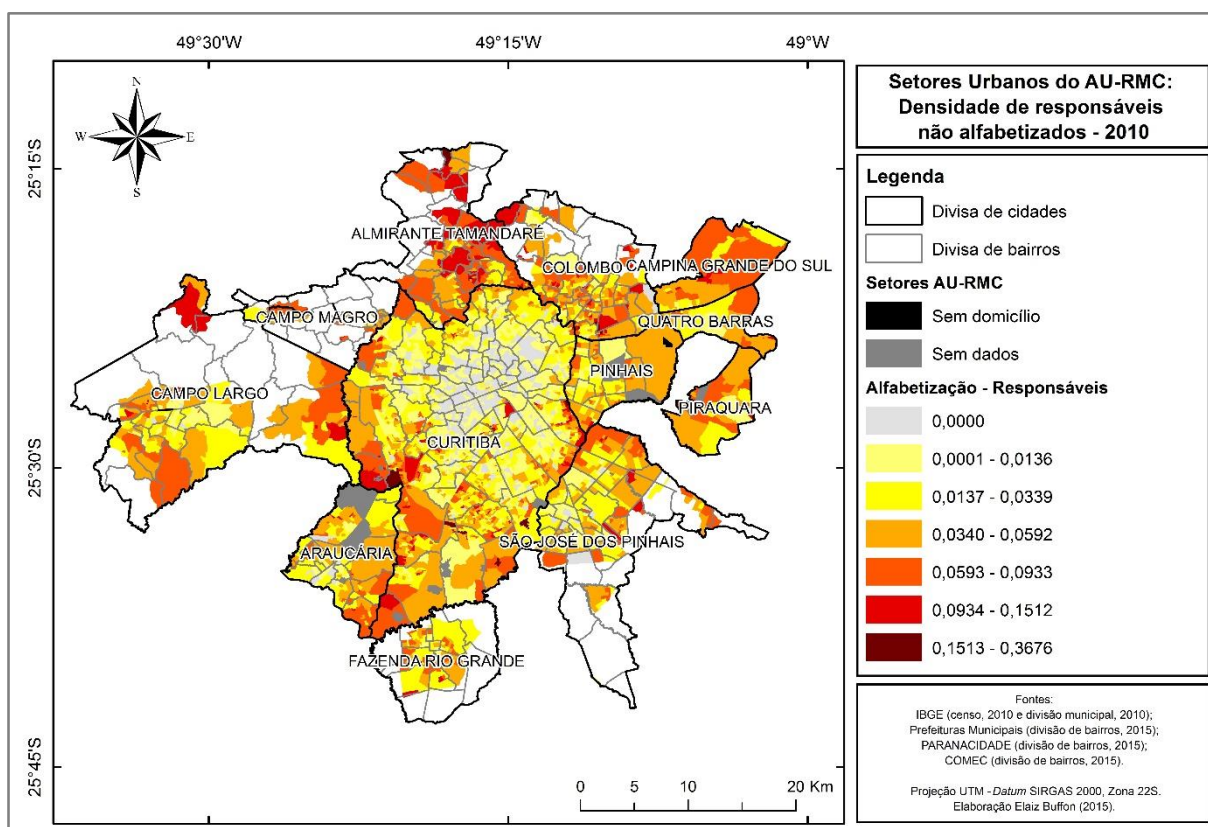 49°30'W
49°15'W
49°W
25°15'S
25°30'S
25°45'S
N
W
E
S
ALMIRANTE TAMANDARÉ
COLOMBO
CAMPINA GRANDE DO SUL
CAMPO MAGRO
QUATRO BARRAS
PINHAIS
CAMPO LARGO
PIRAQUARA
CURITIBA
SÃO JOSÉ DOS PINHAIS
ARAUCÁRIA
FAZENDA RIO GRANDE
0 5 10 20 Km
Setores Urbanos do AU-RMC:
Densidade de responsáveis
não alfabetizados - 2010
Legenda
Divisa de cidades
Divisa de bairros
Setores AU-RMC
Sem domicílio
Sem dados
Alfabetização - Responsáveis
0,0000
0,0001 - 0,0136
0,0137 - 0,0339
0,0340 - 0,0592
0,0593 - 0,0933
0,0934 - 0,1512
0,1513 - 0,3676
Fontes:
IBGE (censo, 2010 e divisão municipal, 2010);
Prefeituras Municipais (divisão de bairros, 2015);
PARANACIDADE (divisão de bairros, 2015);
COMEC (divisão de bairros, 2015).
Projeção UTM - Datum SIRGAS 2000, Zona 22S.
Elaboração Elaiz Buffon (2015).